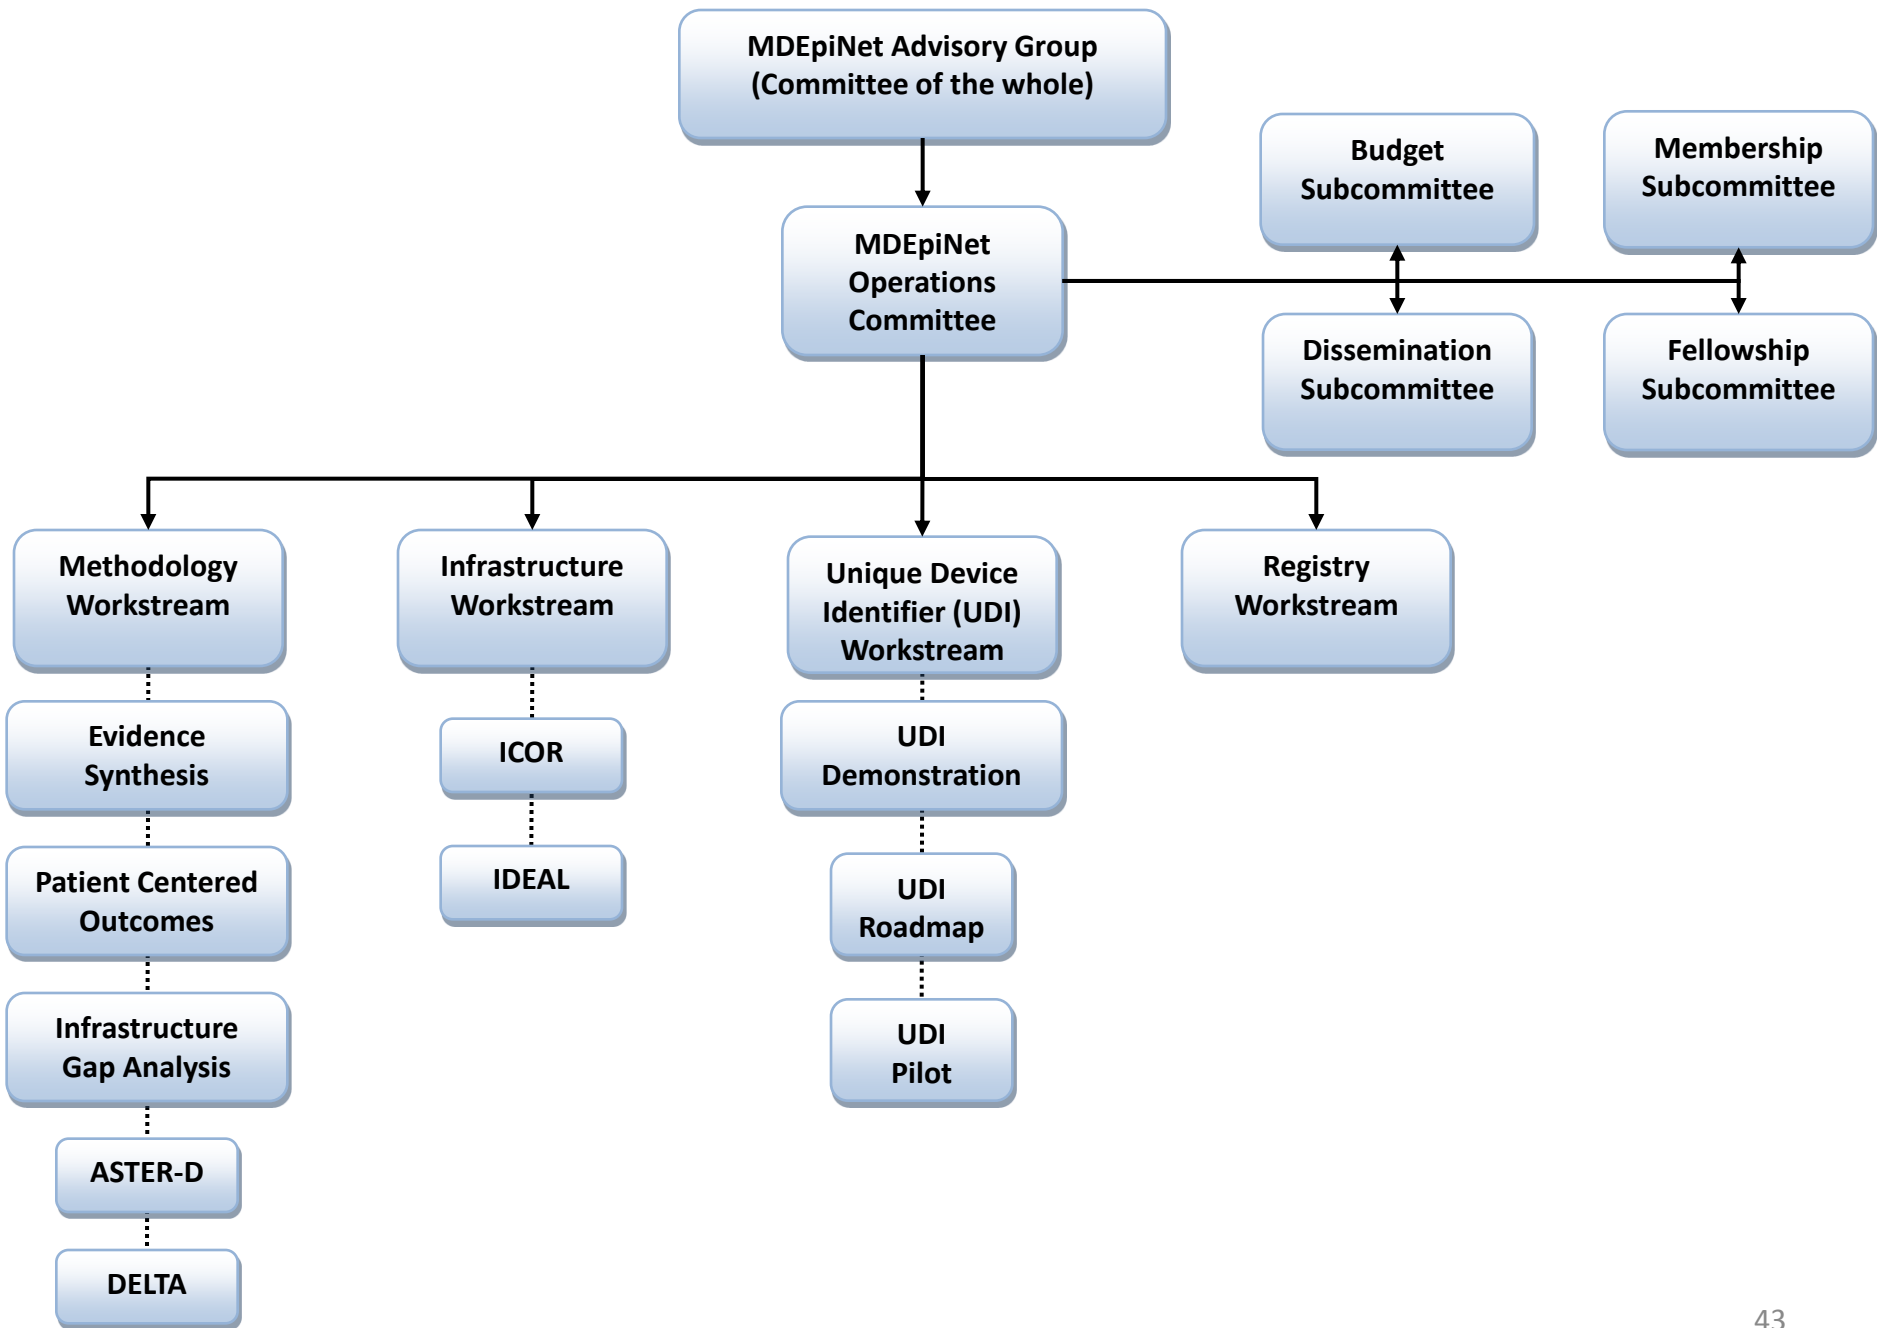 MDEpiNet Advisory Group
(Committee of the whole)
Budget
Subcommittee
Membership
Subcommittee
MDEpiNet
Operations
Committee
Dissemination
Subcommittee
Fellowship
Subcommittee
Methodology
Workstream
Infrastructure
Workstream
Unique Device
Identifier (UDI)
Workstream
Registry
Workstream
Evidence
Synthesis
Patient Centered
Outcomes
Infrastructure
Gap Analysis
ASTER-D
DELTA
ICOR
IDEAL
UDI
Demonstration
UDI
Roadmap
UDI
Pilot
43